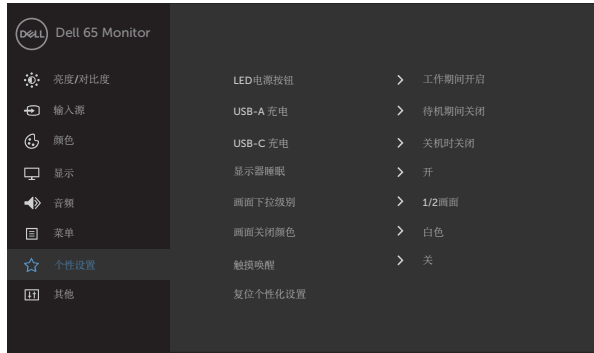 DELL Dell 65 Monitor
亮度/对比度
输入源
颜色
显示
音频
菜单
个性设置
其他
LED电源按钮 工作期间开启
USB-A 充电 待机期间关闭
USB-C 充电 关机时关闭
显示器睡眠 开
画面下拉级别 1/2画面
画面关闭颜色 白色
触摸唤醒 关
复位个性化设置